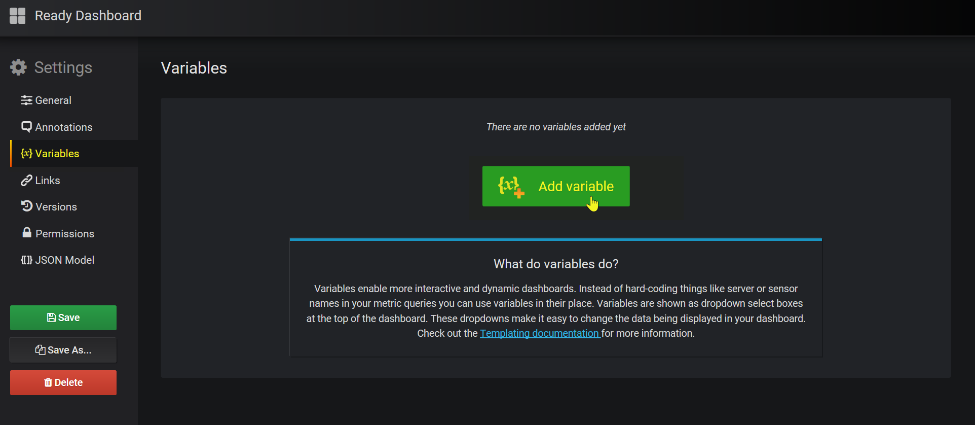 Ready Dashboard
Settings
General
Annotations
{x} Variables
Links
Versions
Permissions
{[]} JSON Model
Save
Save As...
Delete
Variables
There are no variables added yet
{x} Add variable
What do variables do?
Variables enable more interactive and dynamic dashboards. Instead of hard-coding things like server or sensor
names in your metric queries you can use variables in their place. Variables are shown as dropdown select boxes
at the top of the dashboard. These dropdowns make it easy to change the data being displayed in your dashboard.
Check out the Templating documentation for more information.